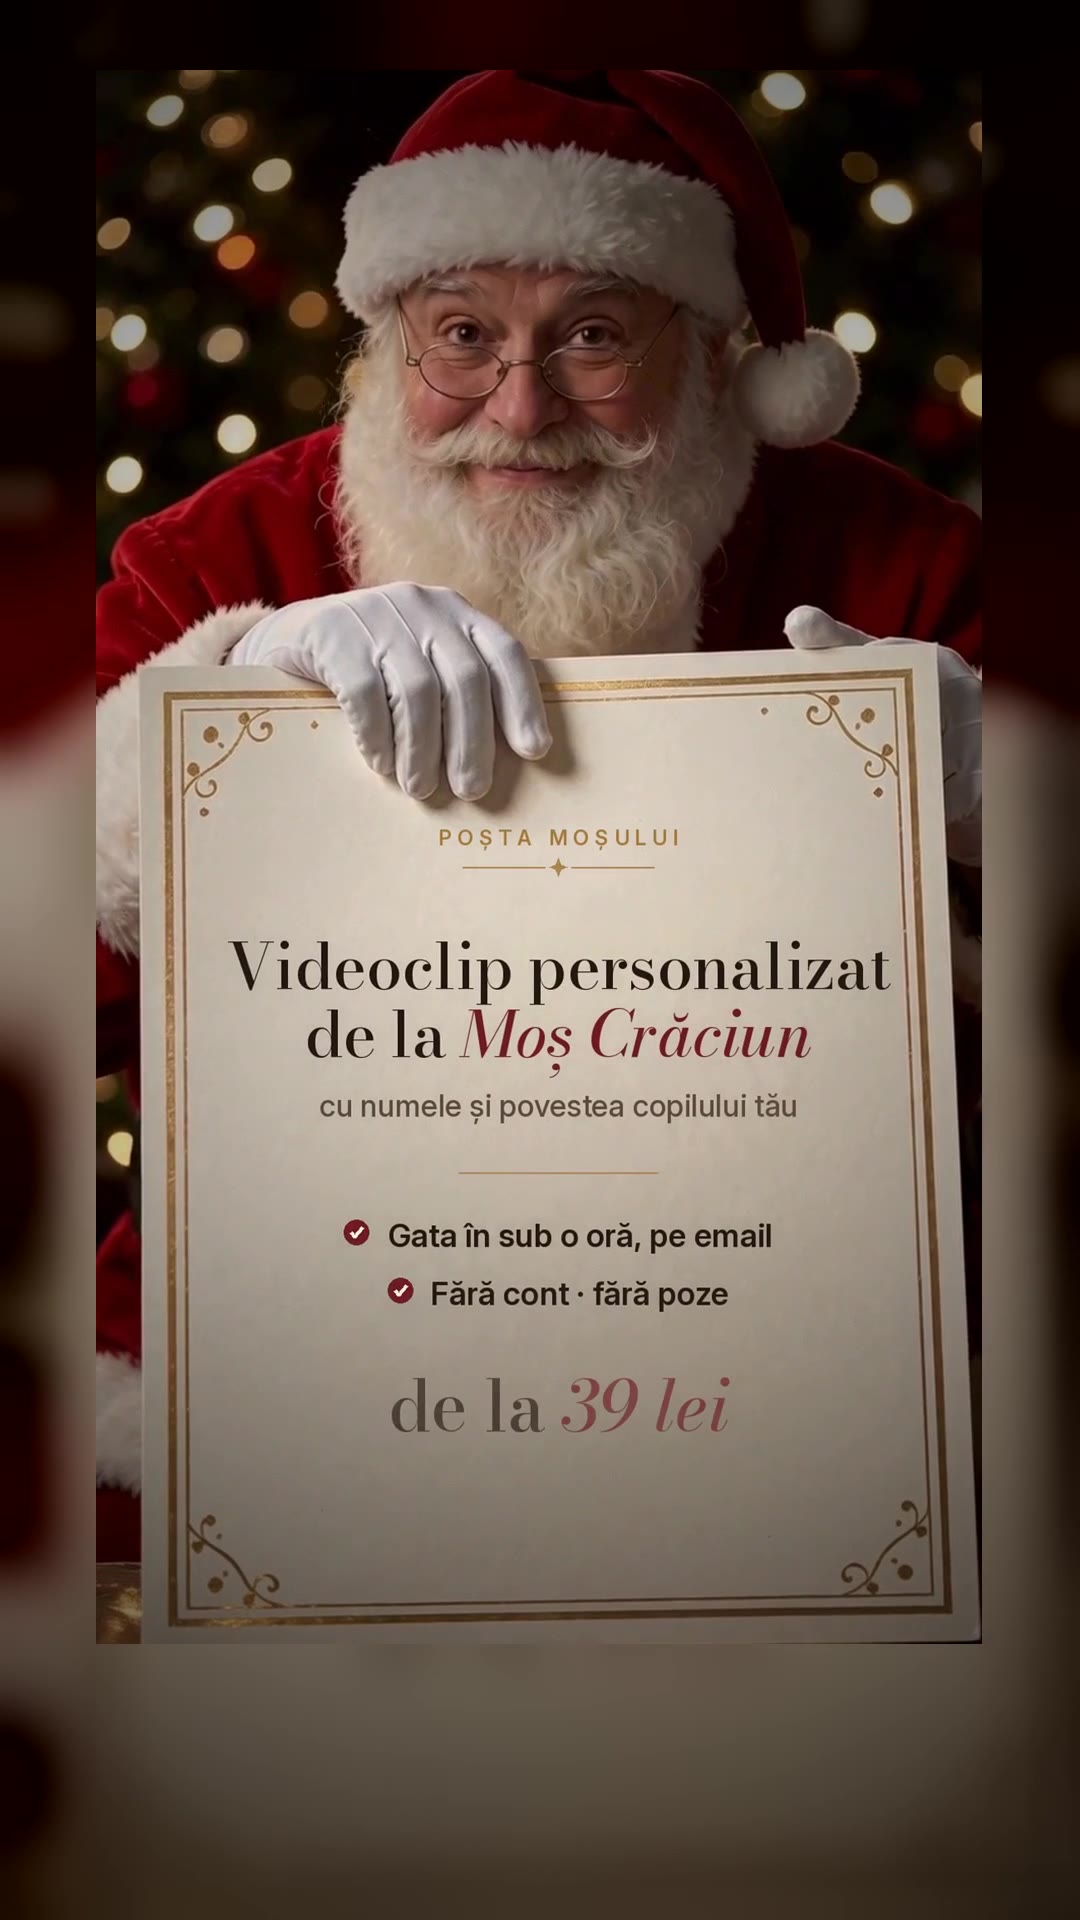 POȘTA MOȘULUI
Videoclip personalizat
de la Moș Crăciun
cu numele și povestea copilului tău
Gata în sub o oră, pe email
Fără cont · fără poze
de la 39 lei